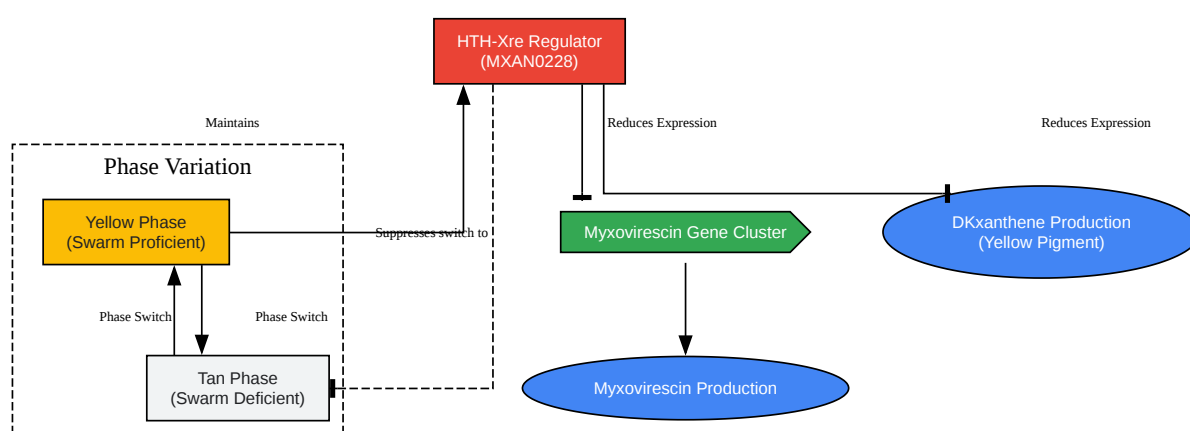 HTH-Xre Regulator
(MXAN0228)
Maintains
Reduces Expression
Reduces Expression
Phase Variation
Yellow Phase
(Swarm Proficient)
Suppresses switch to
Myxovirescin Gene Cluster
DKxanthene Production
(Yellow Pigment)
Phase Switch
Phase Switch
Tan Phase
(Swarm Deficient)
Myxovirescin Production